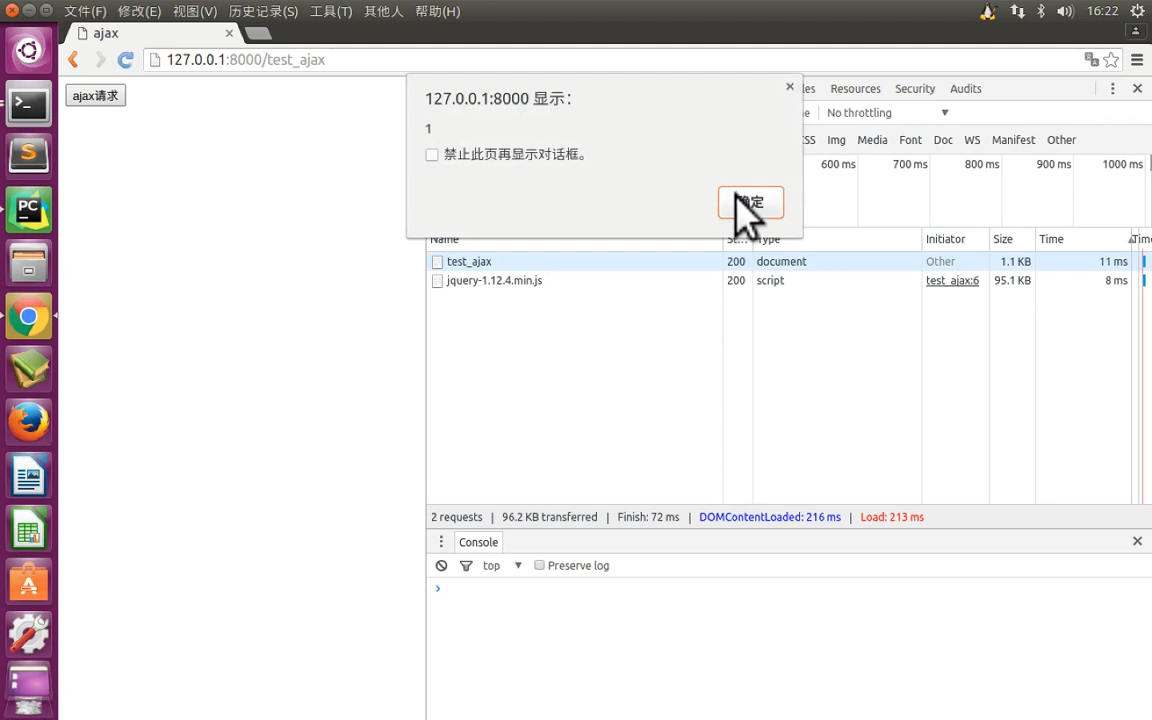 文件(F) 修改(E) 视图(V) 历史记录(S) 工具(T) 其他人 帮助(H) 16:22
ajax
127.0.0.1:8000/test_ajax
ajax请求
127.0.0.1:8000 显示：
1
禁止此页再显示对话框。
定
Resources Security Audits
No throttling
Img Media Font Doc WS Manifest Other
600 ms 700 ms 800 ms 900 ms 1000 ms
Name Type Initiator Size Time
test_ajax 200 document Other 1.1 KB 11 ms
jquery-1.12.4.min.js 200 script test_ajax:6 95.1 KB 8 ms
2 requests | 96.2 KB transferred | Finish: 72 ms | DOMContentLoaded: 216 ms | Load: 213 ms
Console
top Preserve log